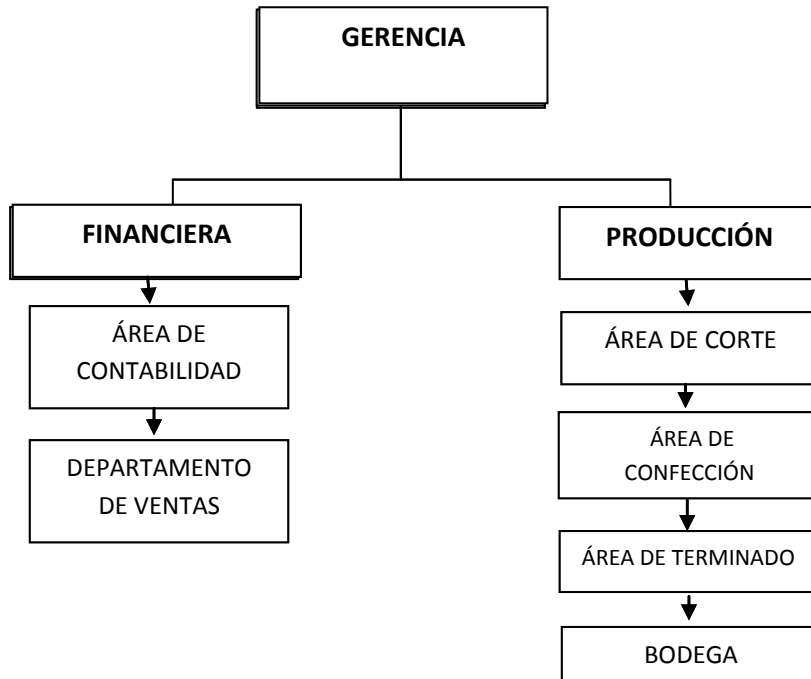 GERENCIA
FINANCIERA
ÁREA DE
CONTABILIDAD
DEPARTAMENTO
DE VENTAS
PRODUCCIÓN
ÁREA DE CORTE
ÁREA DE
CONFECCIÓN
ÁREA DE TERMINADO
BODEGA